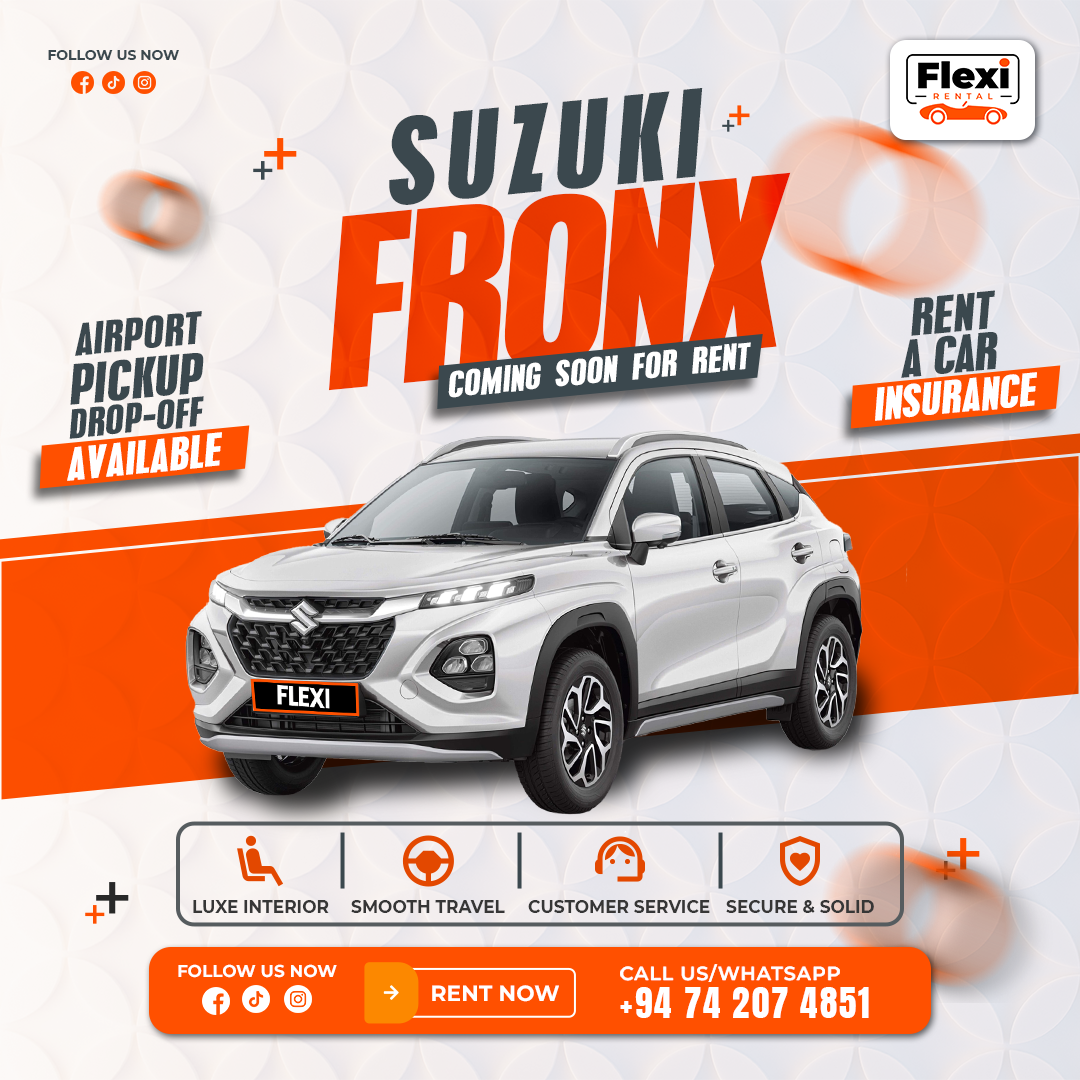 FOLLOW US NOW
Flexi
RENTAL
SUZUKI
FRONX
COMING SOON FOR RENT
AIRPORT
PICKUP
DROP-OFF
AVAILABLE
RENT
A CAR
INSURANCE
FLEXI
LUXE INTERIOR
SMOOTH TRAVEL
CUSTOMER SERVICE
SECURE & SOLID
FOLLOW US NOW
RENT NOW
CALL US/WHATSAPP
+94 74 207 4851